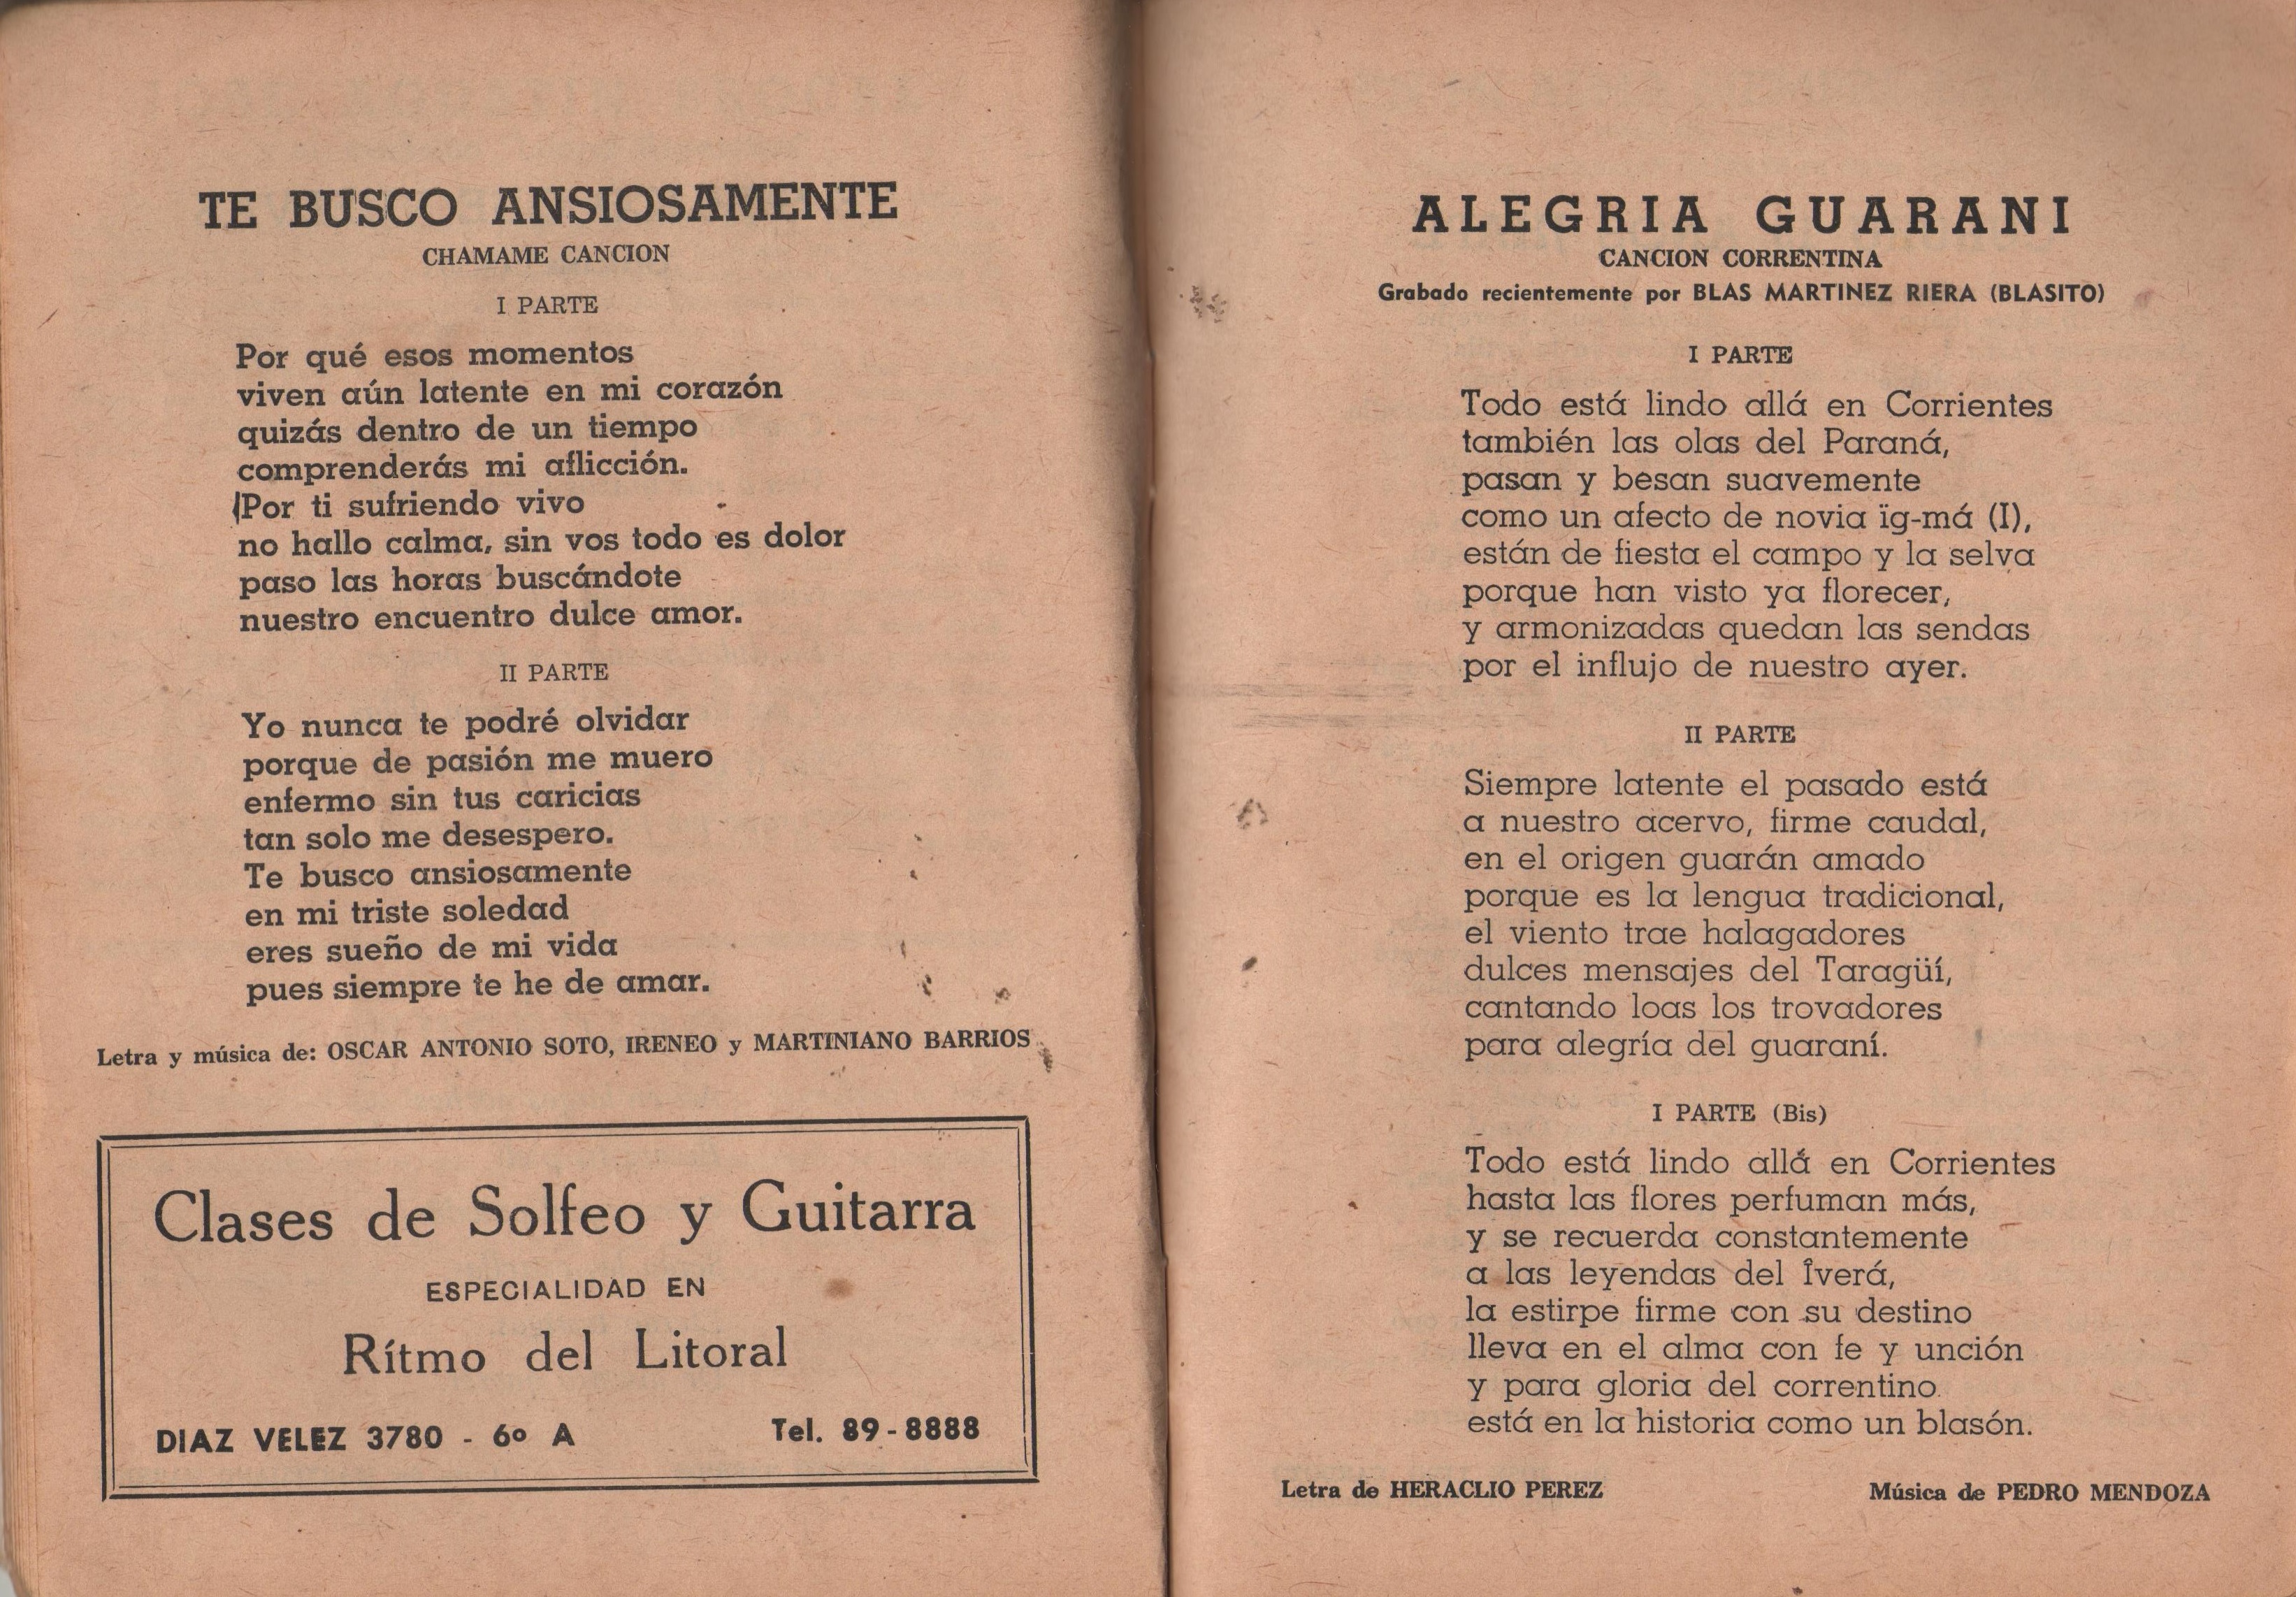 TE BUSCO ANSIOSAMENTE
CHAMAME CANCION
I PARTE
Por qué esos momentos
viven aún latente en mi corazón
quizás dentro de un tiempo
comprenderás mi aflicción.
Por ti sufriendo vivo
no hallo calma, sin vos todo es dolor
paso las horas buscándote
nuestro encuentro dulce amor.
II PARTE
Yo nunca te podré olvidar
porque de pasión me muero
enfermo sin tus caricias
tan solo me desespero.
Te busco ansiosamente
en mi triste soledad
eres sueño de mi vida
pues siempre te he de amar.
Letra y música de: OSCAR ANTONIO SOTO, IRENEO y MARTINIANO BARRIOS
Clases de Solfeo y Guitarra
ESPECIALIDAD EN
Rítmo del Litoral
DIAZ VELEZ 3780 - 6º A Tel. 89-8888
ALEGRIA GUARANI
CANCION CORRENTINA
Grabado recientemente por BLAS MARTINEZ RIERA (BLASITO)
I PARTE
Todo está lindo allá en Corrientes
también las olas del Paraná,
pasan y besan suavemente
como un afecto de novia ïg-má (I),
están de fiesta el campo y la selva
porque han visto ya florecer,
y armonizadas quedan las sendas
por el influjo de nuestro ayer.
II PARTE
Siempre latente el pasado está
a nuestro acervo, firme caudal,
en el origen guarán amado
porque es la lengua tradicional,
el viento trae halagadores
dulces mensajes del Taragüí,
cantando loas los trovadores
para alegría del guaraní.
I PARTE (Bis)
Todo está lindo allá en Corrientes
hasta las flores perfuman más,
y se recuerda constantemente
a las leyendas del Îverá,
la estirpe firme con su destino
lleva en el alma con fe y unción
y para gloria del correntino
está en la historia como un blasón.
Letra de HERACLIO PEREZ Música de PEDRO MENDOZA